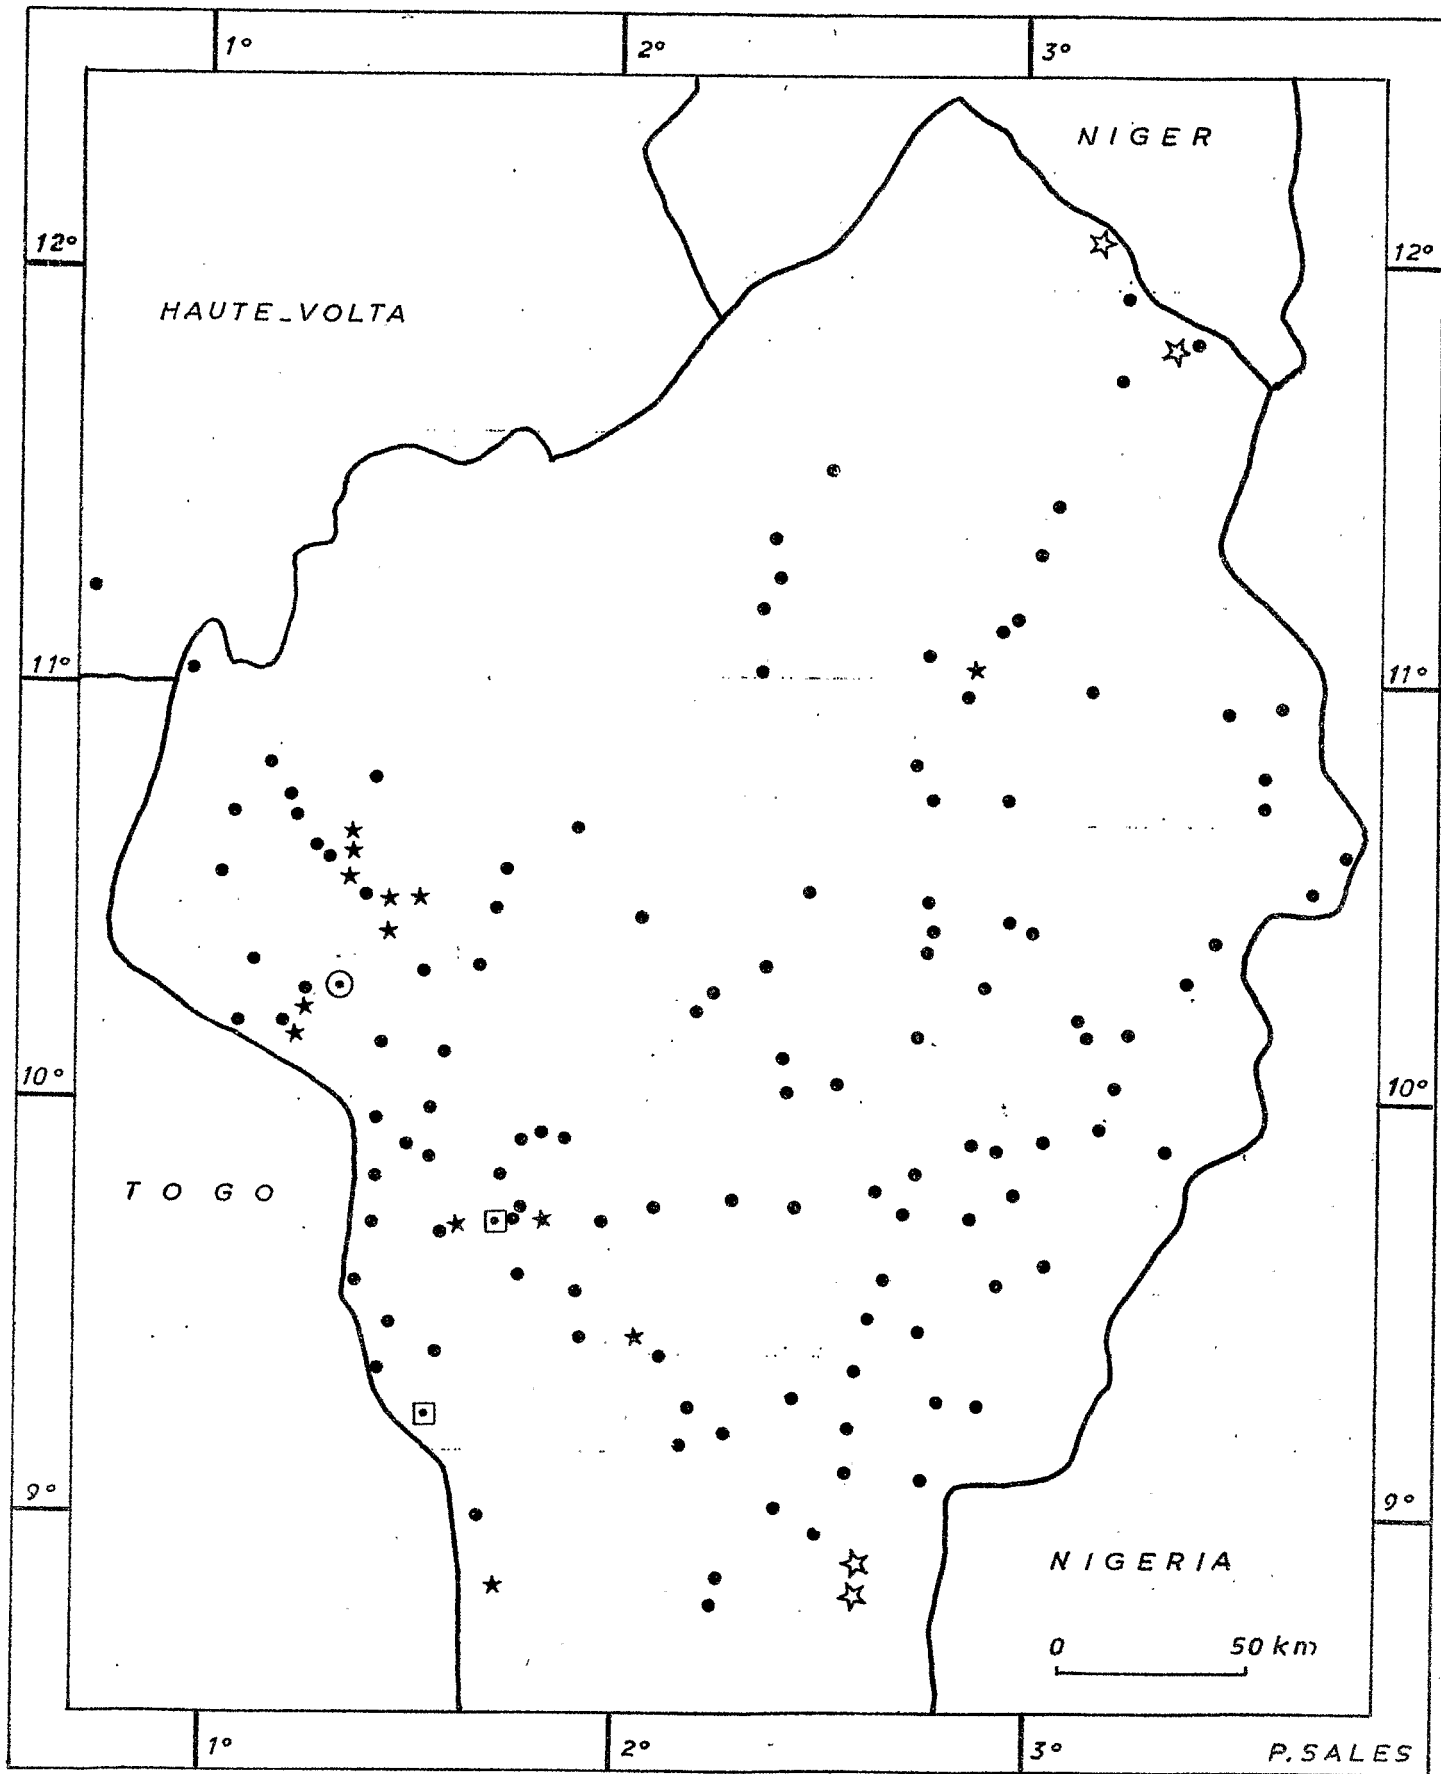 1° 2° 3°
NIGER
12° 12°
HAUTE_VOLTA
11° 11°
10° 10°
TOGO
9° 9°
NIGERIA
0 50 km
1° 2° 3° P. SALES